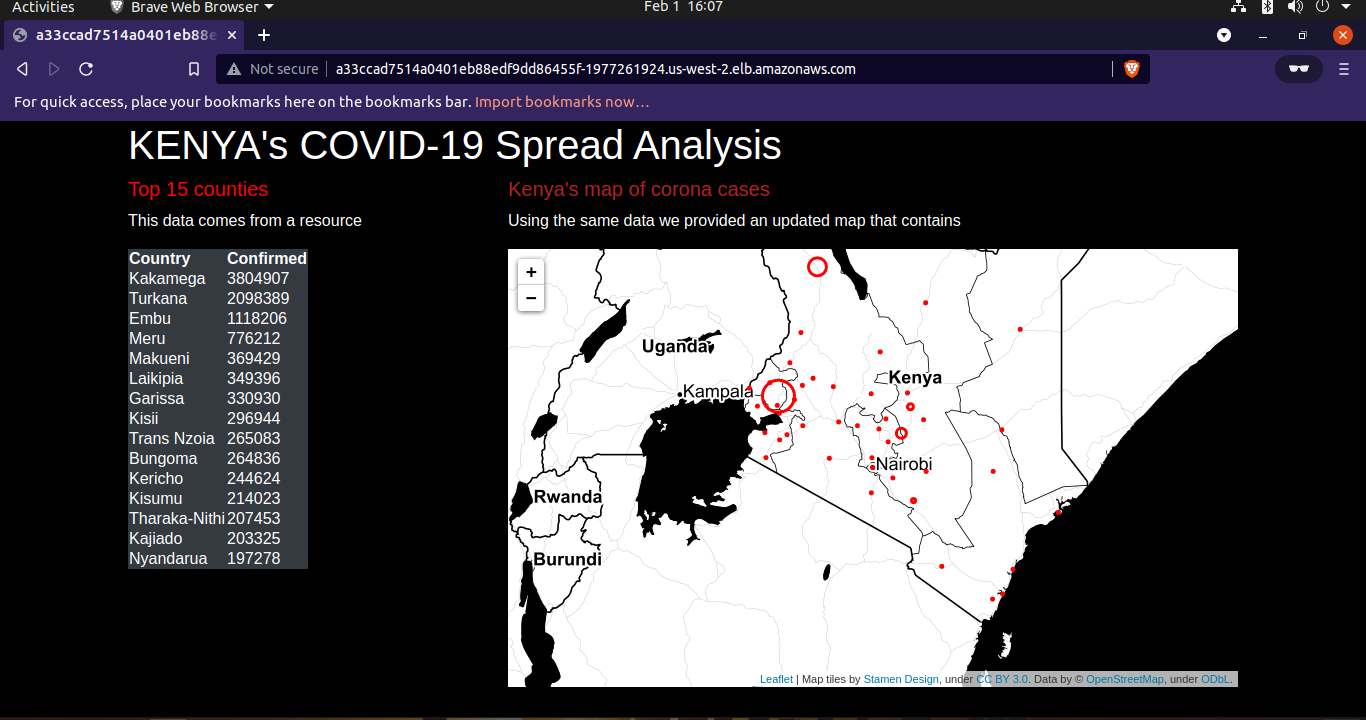 Activities Brave Web Browser Feb 1 16:07
a33ccad7514a0401eb88e
Not secure a33ccad7514a0401eb88edf9dd86455f-1977261924.us-west-2.elb.amazonaws.com
For quick access, place your bookmarks here on the bookmarks bar. Import bookmarks now...
KENYA's COVID-19 Spread Analysis
Top 15 counties
This data comes from a resource
Country Confirmed
Kakamega 3804907
Turkana 2098389
Embu 1118206
Meru 776212
Makueni 369429
Laikipia 349396
Garissa 330930
Kisii 296944
Trans Nzoia 265083
Bungoma 264836
Kericho 244624
Kisumu 214023
Tharaka-Nithi 207453
Kajiado 203325
Nyandarua 197278
Kenya's map of corona cases
Using the same data we provided an updated map that contains
+
−
Uganda
Kampala
Kenya
Nairobi
Rwanda
Burundi
Leaflet | Map tiles by Stamen Design, under CC BY 3.0. Data by © OpenStreetMap, under ODbL.